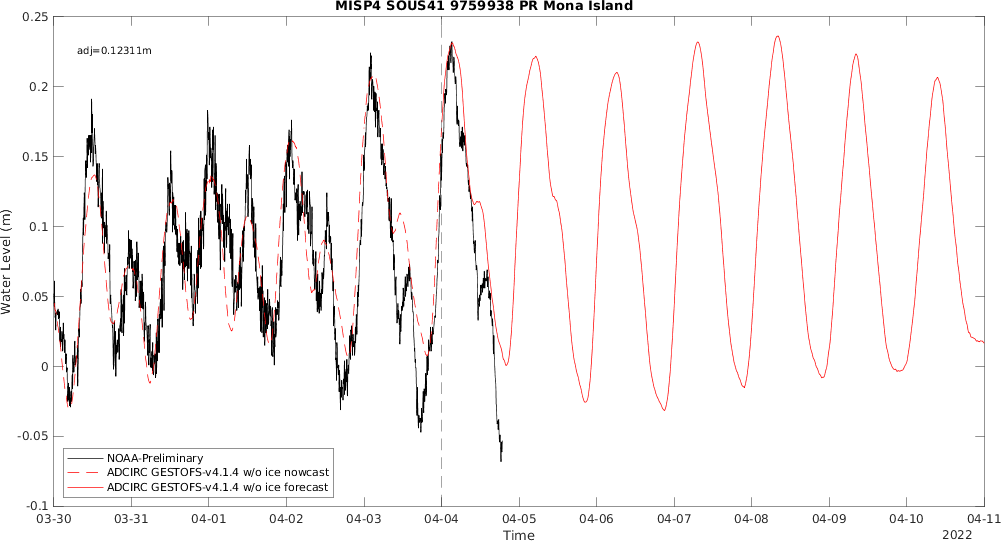 MISP4 SOUS41 9759938 PR Mona Island
adj=0.12311m
0.25
0.2
0.15
0.1
0.05
0
-0.05
-0.1
Water Level (m)
NOAA-Preliminary
ADCIRC GESTOFS-v4.1.4 w/o ice nowcast
ADCIRC GESTOFS-v4.1.4 w/o ice forecast
03-30 03-31 04-01 04-02 04-03 04-04 04-05 04-06 04-07 04-08 04-09 04-10 04-11
Time
2022